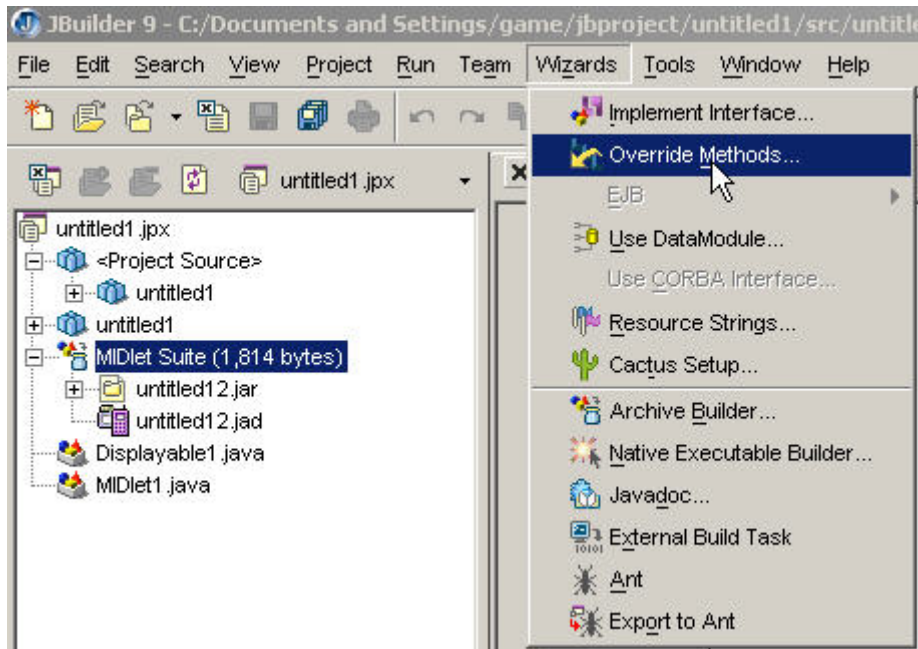 JBuilder 9 - C:/Documents and Settings/game/jbproject/untitled1/src/untitl
File Edit Search View Project Run Team Wizards Tools Window Help
untitled1.jpx
untitled1.jpx
<Project Source>
untitled1
untitled1
MIDlet Suite (1,814 bytes)
untitled12.jar
untitled12.jad
Displayable1.java
MIDlet1.java
Implement Interface...
Override Methods...
EJB
Use DataModule...
Use CORBA Interface...
Resource Strings...
Cactus Setup...
Archive Builder...
Native Executable Builder...
Javadoc...
External Build Task
Ant
Export to Ant